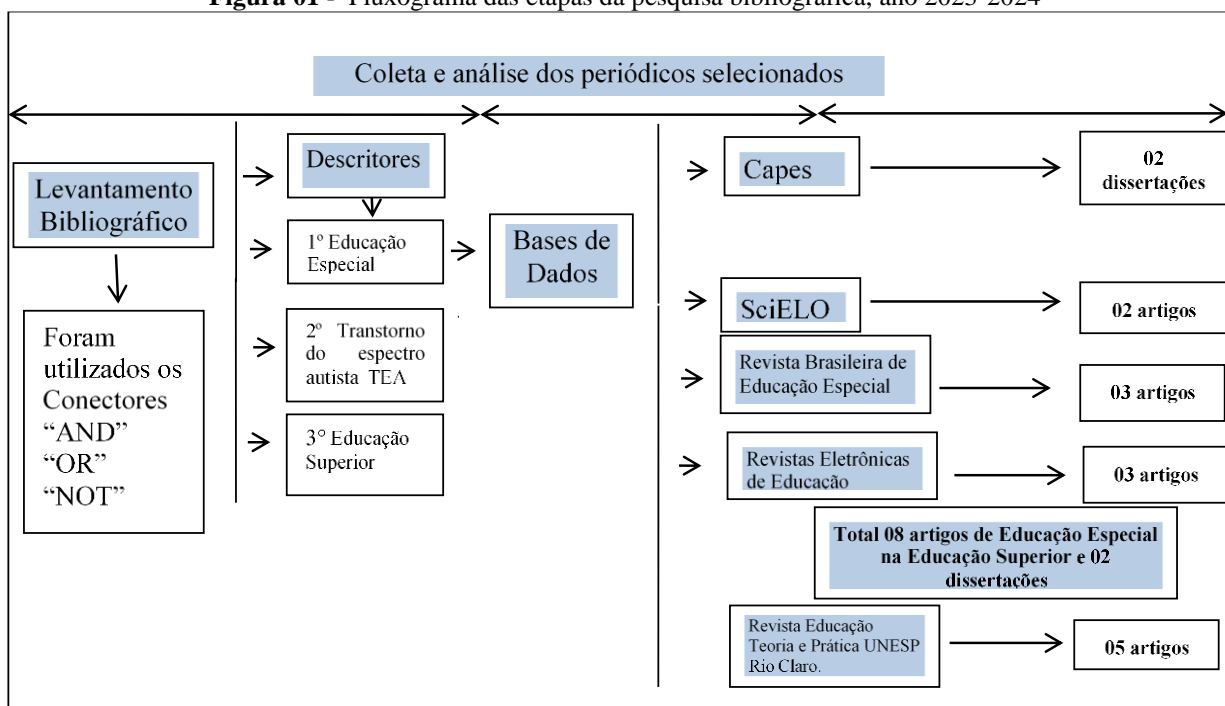 Figura 01 - Fluxograma das etapas da pesquisa bibliográfica, ano 2023-2024
Coleta e análise dos periódicos selecionados
Levantamento
Bibliográfico
Foram
utilizados os
Conectores
“AND”
“OR”
“NOT”
Descritores
1º Educação
Especial
2º Transtorno
do espectro
autista TEA
3° Educação
Superior
Bases de
Dados
Capes
02
dissertações
SciELO
02 artigos
Revista Brasileira de
Educação Especial
03 artigos
Revistas Eletrônicas
de Educação
03 artigos
Total 08 artigos de Educação Especial
na Educação Superior e 02
dissertações
Revista Educação
Teoria e Prática UNESP
Rio Claro.
05 artigos